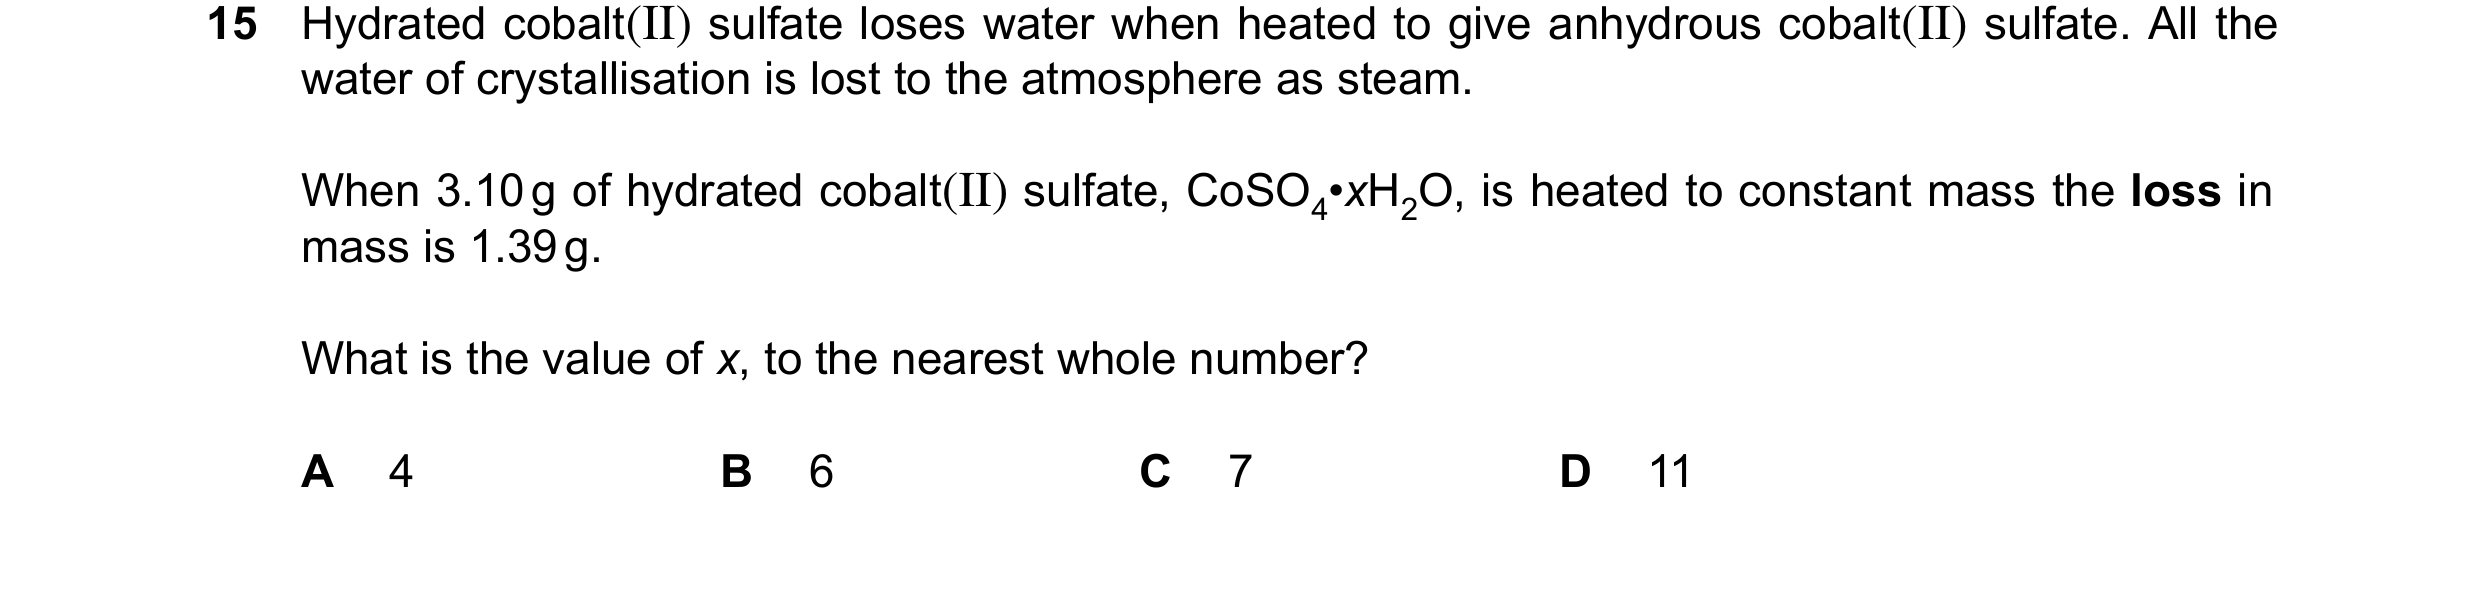 15 Hydrated cobalt(II) sulfate loses water when heated to give anhydrous cobalt(II) sulfate. All the
water of crystallisation is lost to the atmosphere as steam.
When 3.10 g of hydrated cobalt(II) sulfate, CoSO₄•xH₂O, is heated to constant mass the loss in
mass is 1.39 g.
What is the value of x, to the nearest whole number?
A 4 B 6 C 7 D 11